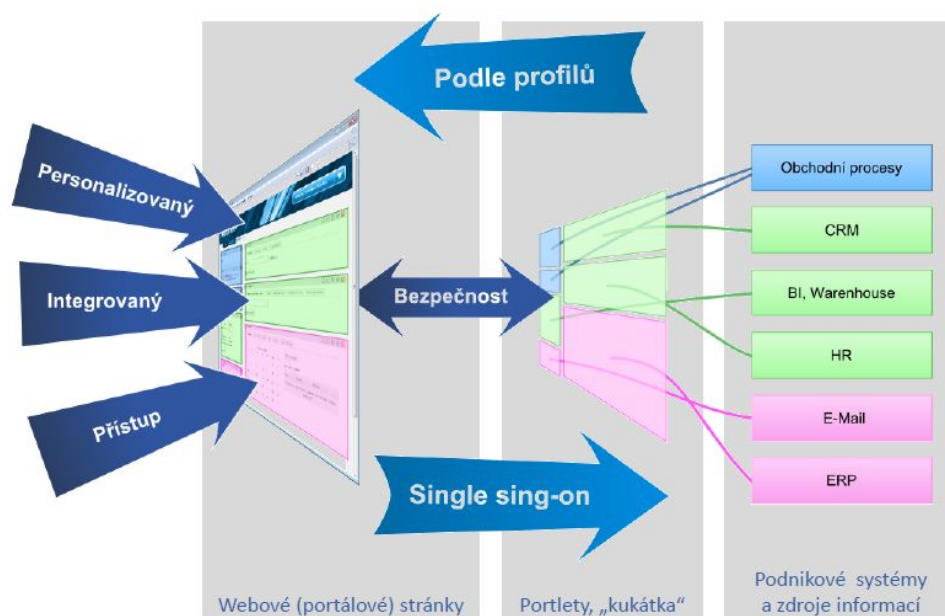 Podle profilů
Personalizovaný
Integrovaný
Přístup
Bezpečnost
Single sing-on
Obchodní procesy
CRM
BI, Warenhouse
HR
E-Mail
ERP
Webové (portálové) stránky
Portlety, „kukátka“
Podnikové systémy
a zdroje informací